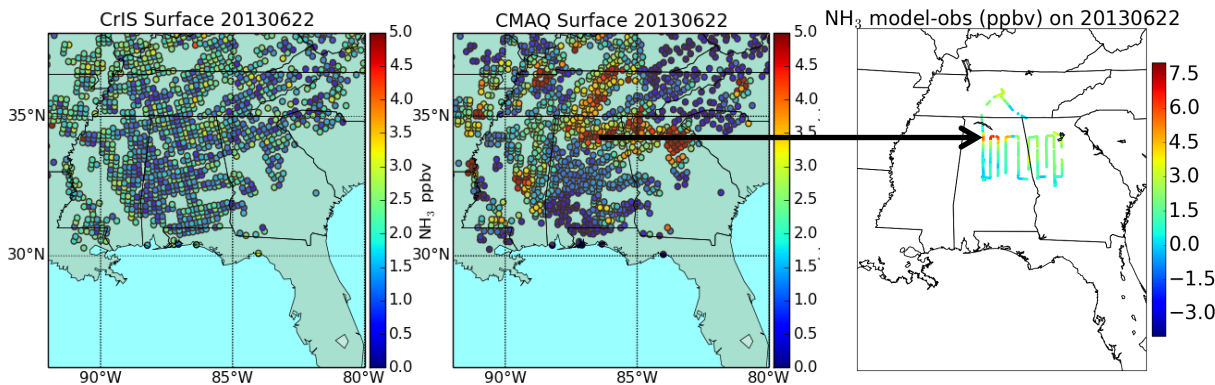 CrIS Surface 20130622
5.0
4.5
4.0
3.5
3.0
2.5
2.0
1.5
1.0
0.5
0.0
NH3 ppbv
35°N
30°N
90°W
85°W
80°W
CMAQ Surface 20130622
5.0
4.5
4.0
3.5
3.0
2.5
2.0
1.5
1.0
0.5
0.0
35°N
30°N
90°W
85°W
80°W
NH3 model-obs (ppbv) on 20130622
7.5
6.0
4.5
3.0
1.5
0.0
−1.5
−3.0